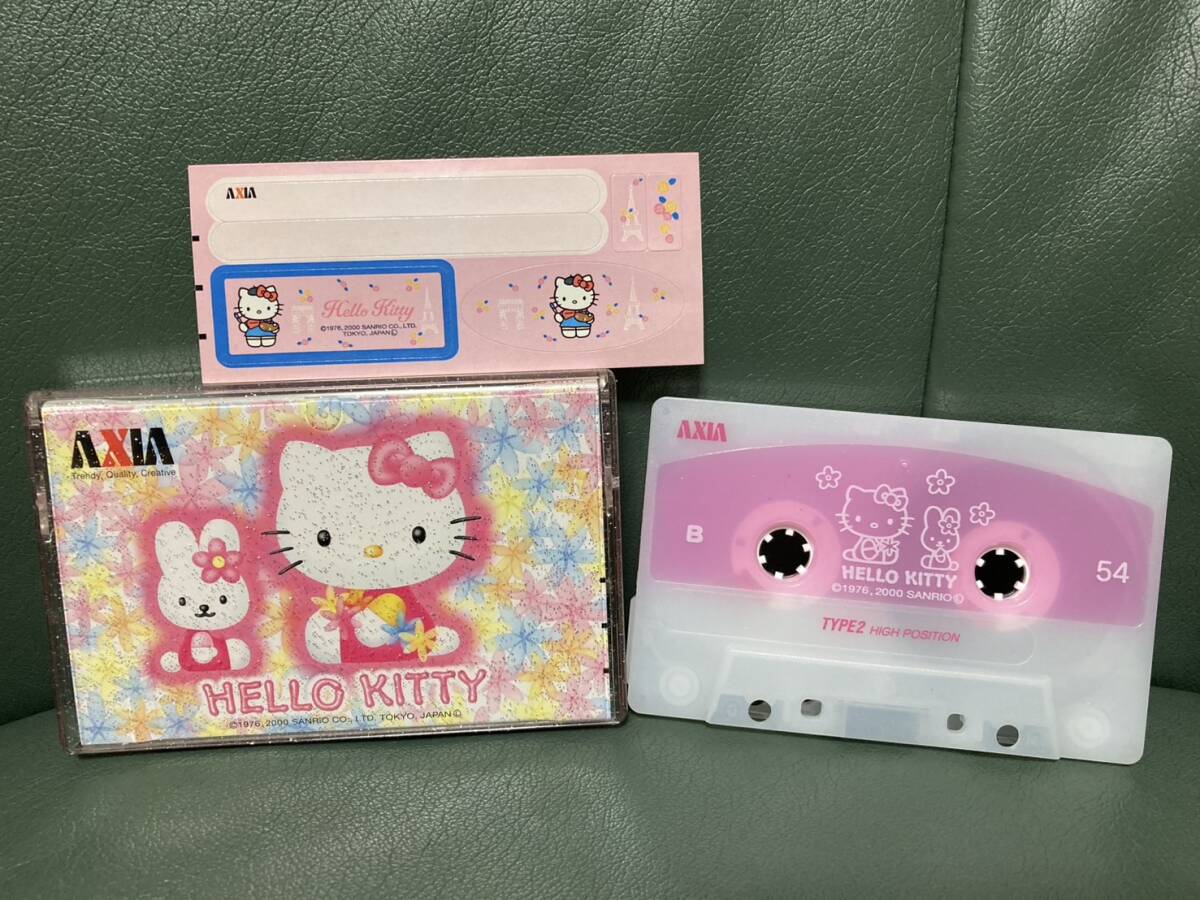 AXIA
Hello Kitty
©1976, 2000 SANRIO CO., LTD.
TOKYO, JAPAN Ⓛ
AXIA
Trendy, Quality, Creative
HELLO KITTY
©1976, 2000 SANRIO CO., LTD. TOKYO, JAPAN Ⓛ
AXIA
B
54
HELLO KITTY
©1976, 2000 SANRIO Ⓛ
TYPE2 HIGH POSITION